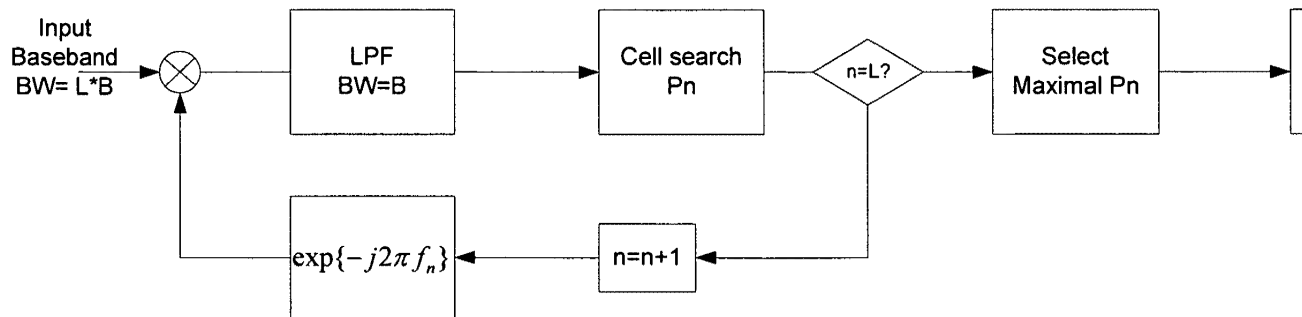 Input
Baseband
BW= L*B
LPF
BW=B
Cell search
Pn
n=L?
Select
Maximal Pn
exp{-j2πf_n}
n=n+1